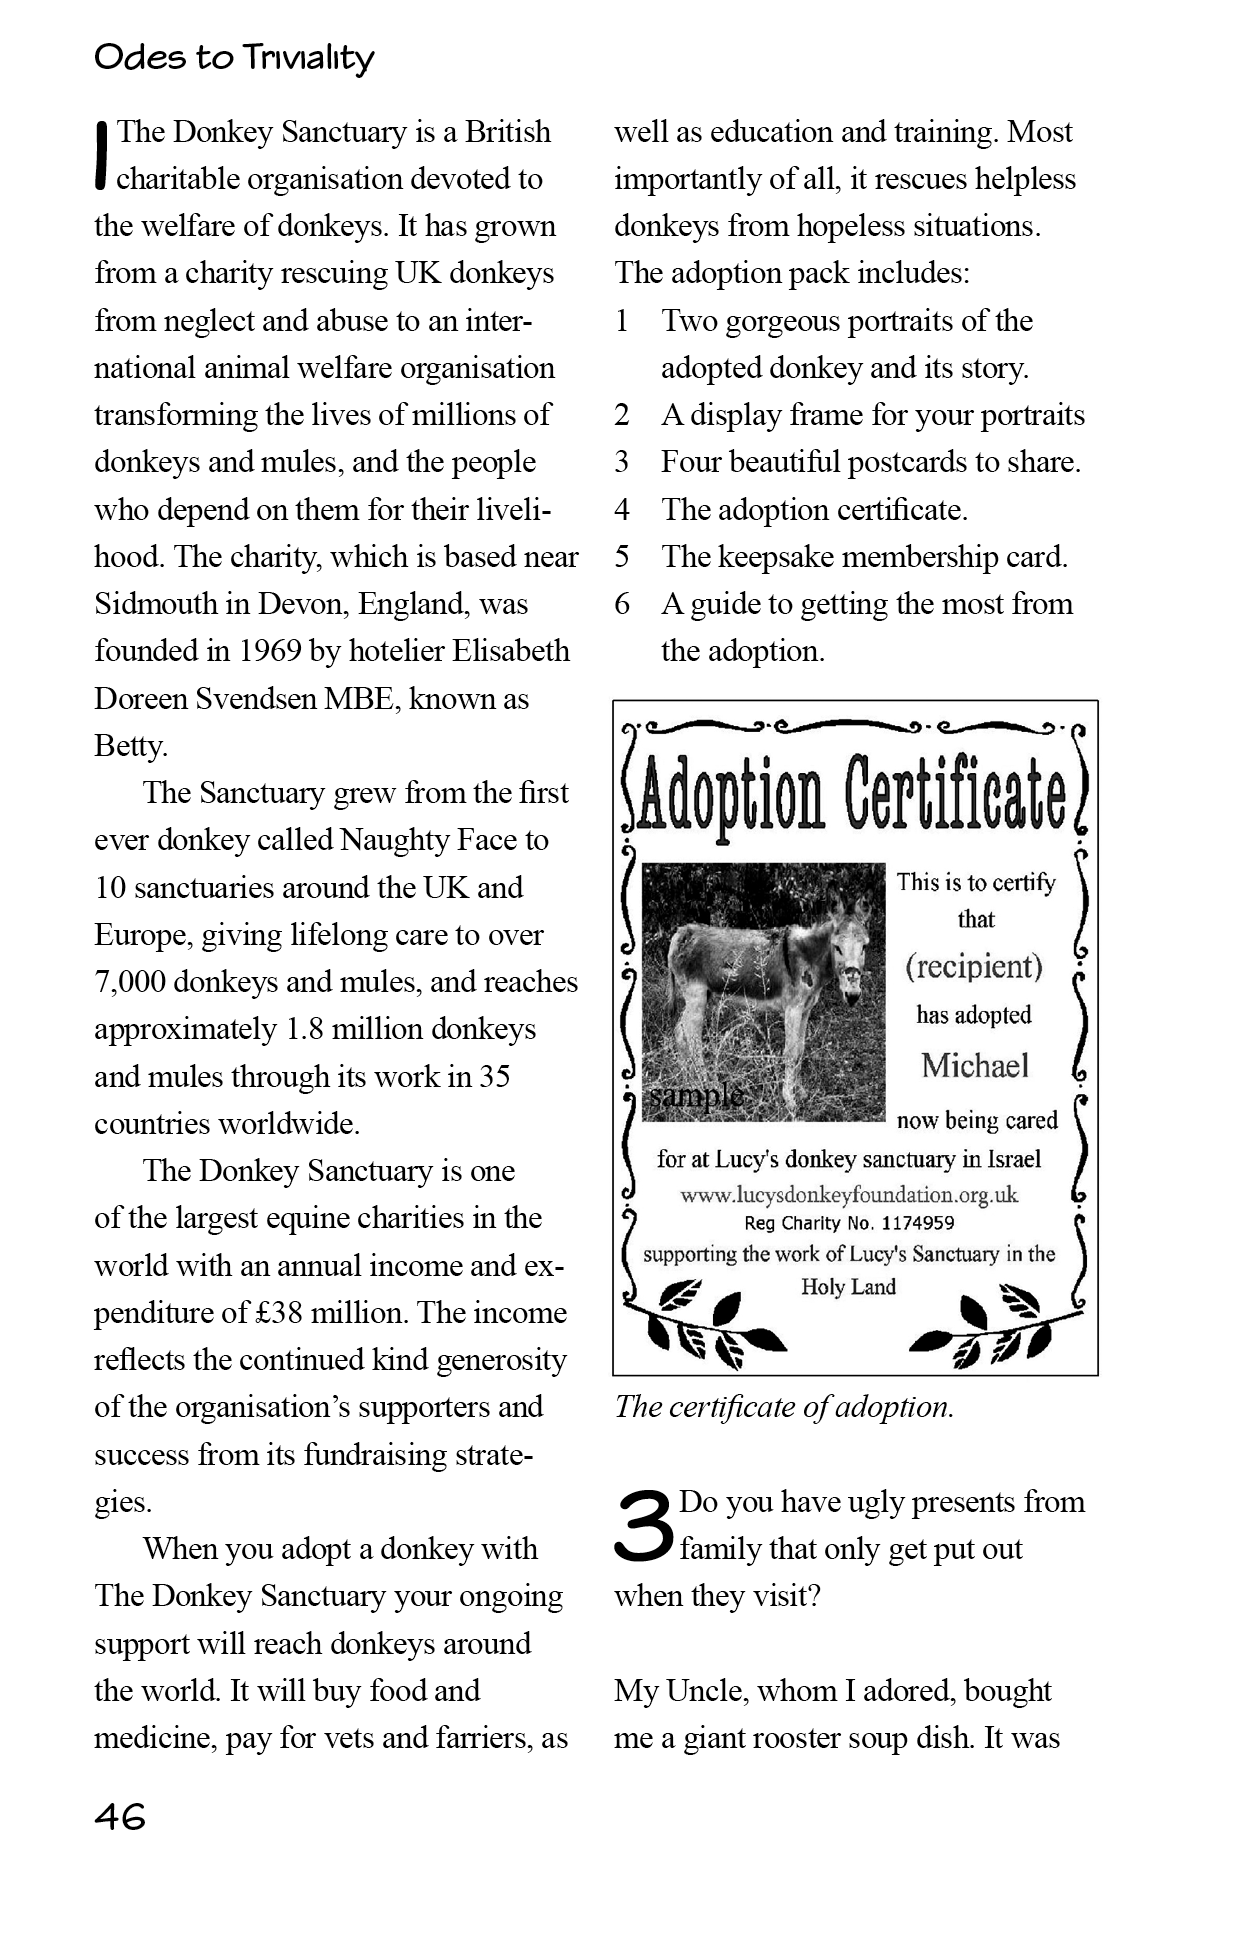 Odes to Triviality
1 The Donkey Sanctuary is a British
charitable organisation devoted to
the welfare of donkeys. It has grown
from a charity rescuing UK donkeys
from neglect and abuse to an inter-
national animal welfare organisation
transforming the lives of millions of
donkeys and mules, and the people
who depend on them for their liveli-
hood. The charity, which is based near
Sidmouth in Devon, England, was
founded in 1969 by hotelier Elisabeth
Doreen Svendsen MBE, known as
Betty.
The Sanctuary grew from the first
ever donkey called Naughty Face to
10 sanctuaries around the UK and
Europe, giving lifelong care to over
7,000 donkeys and mules, and reaches
approximately 1.8 million donkeys
and mules through its work in 35
countries worldwide.
The Donkey Sanctuary is one
of the largest equine charities in the
world with an annual income and ex-
penditure of £38 million. The income
reflects the continued kind generosity
of the organisation’s supporters and
success from its fundraising strate-
gies.
When you adopt a donkey with
The Donkey Sanctuary your ongoing
support will reach donkeys around
the world. It will buy food and
medicine, pay for vets and farriers, as
well as education and training. Most
importantly of all, it rescues helpless
donkeys from hopeless situations.
The adoption pack includes:
1 Two gorgeous portraits of the
adopted donkey and its story.
2 A display frame for your portraits
3 Four beautiful postcards to share.
4 The adoption certificate.
5 The keepsake membership card.
6 A guide to getting the most from
the adoption.
Adoption Certificate
This is to certify
that
(recipient)
has adopted
Michael
sample
now being cared
for at Lucy's donkey sanctuary in Israel
www.lucysdonkeyfoundation.org.uk
Reg Charity No. 1174959
supporting the work of Lucy's Sanctuary in the
Holy Land
The certificate of adoption.
3 Do you have ugly presents from
family that only get put out
when they visit?
My Uncle, whom I adored, bought
me a giant rooster soup dish. It was
46